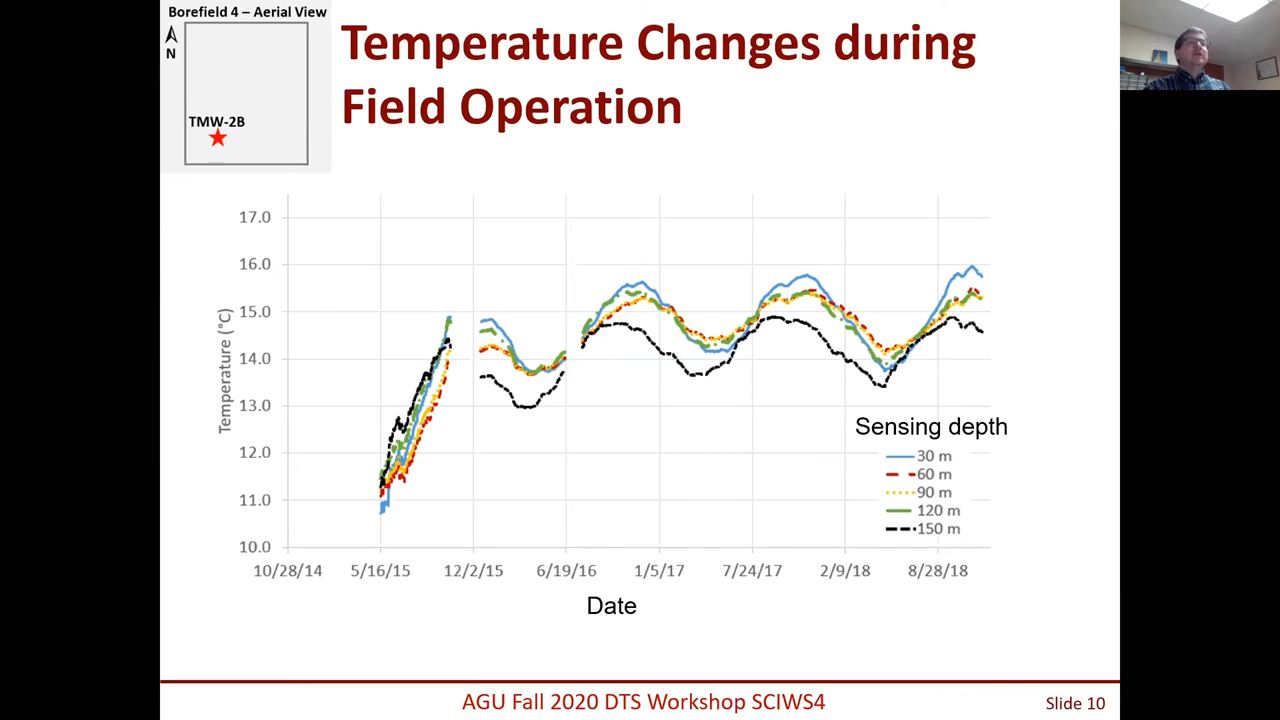 Borefield 4 – Aerial View
N
TMW-2B
Temperature Changes during
Field Operation
17.0
16.0
15.0
14.0
13.0
12.0
11.0
10.0
Temperature (°C)
10/28/14
5/16/15
12/2/15
6/19/16
1/5/17
7/24/17
2/9/18
8/28/18
Date
Sensing depth
30 m
60 m
90 m
120 m
150 m
AGU Fall 2020 DTS Workshop SCIWS4
Slide 10